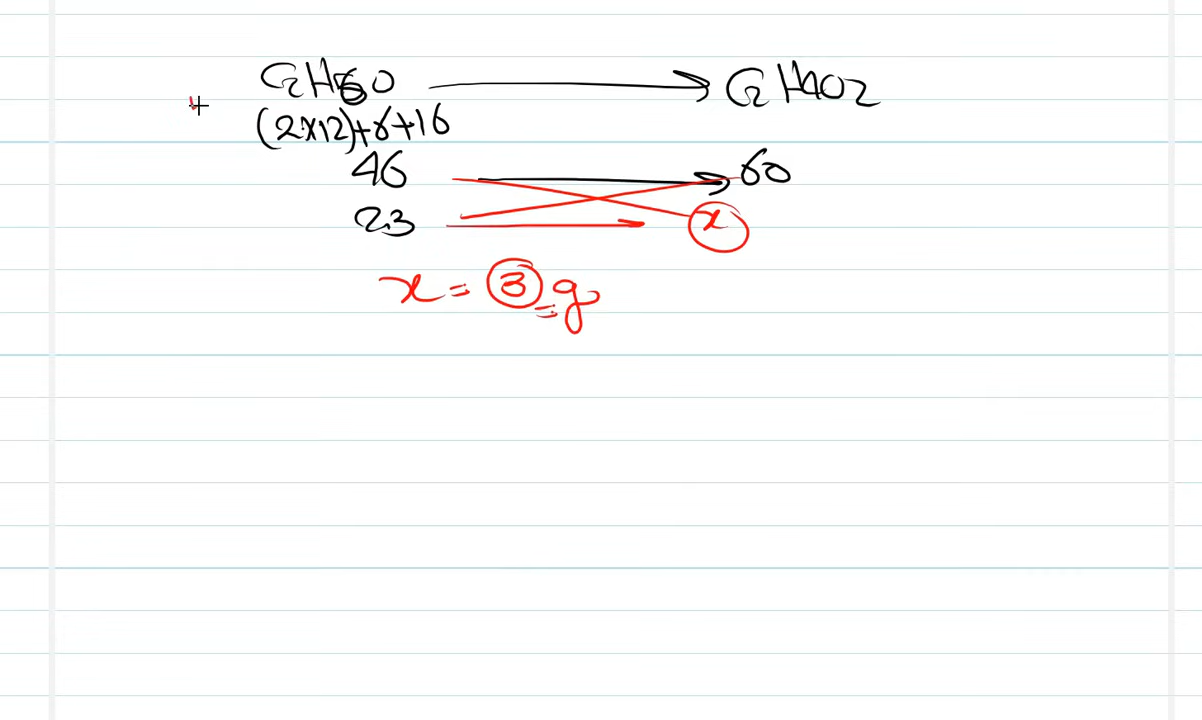 C2H6O → C2H4O2
(2×12)+6+16
46 → 60
23 → x
x = 3 g